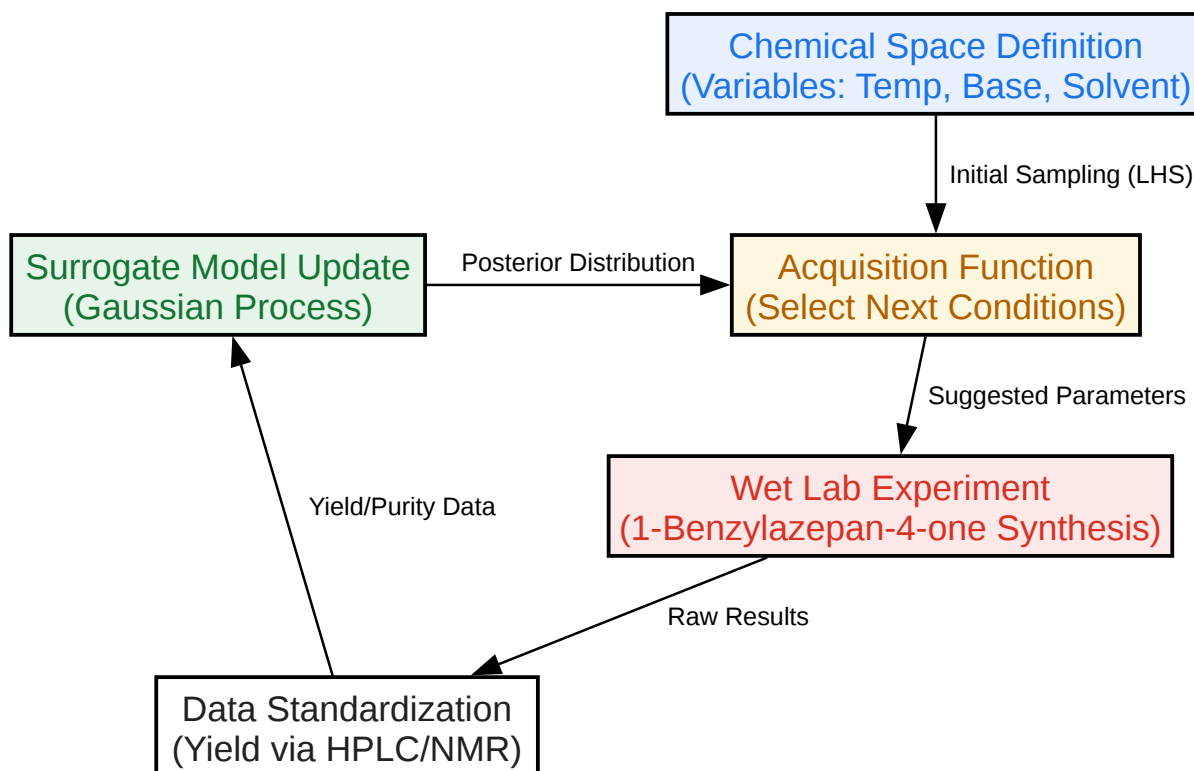 Chemical Space Definition
(Variables: Temp, Base, Solvent)
Initial Sampling (LHS)
Surrogate Model Update
(Gaussian Process)
Posterior Distribution
Acquisition Function
(Select Next Conditions)
Suggested Parameters
Wet Lab Experiment
(1-Benzylazepan-4-one Synthesis)
Yield/Purity Data
Raw Results
Data Standardization
(Yield via HPLC/NMR)